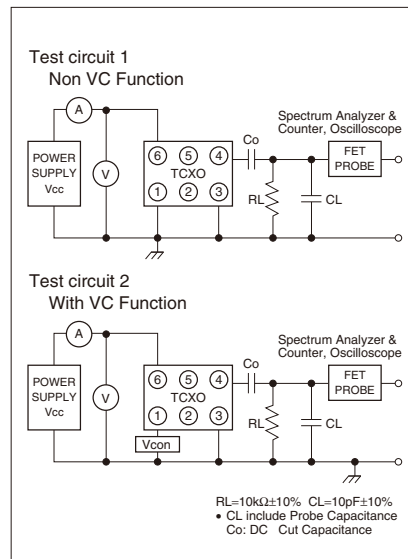 Test circuit 1
Non VC Function
A
POWER
SUPPLY
Vcc
V
6 5 4
TCXO
1 2 3
Co
RL
CL
Spectrum Analyzer &
Counter, Oscilloscope
FET
PROBE
Test circuit 2
With VC Function
A
POWER
SUPPLY
Vcc
V
6 5 4
TCXO
1 2 3
Vcon
Co
RL
CL
Spectrum Analyzer &
Counter, Oscilloscope
FET
PROBE
RL=10kΩ±10% CL=10pF±10%
• CL include Probe Capacitance
Co: DC Cut Capacitance